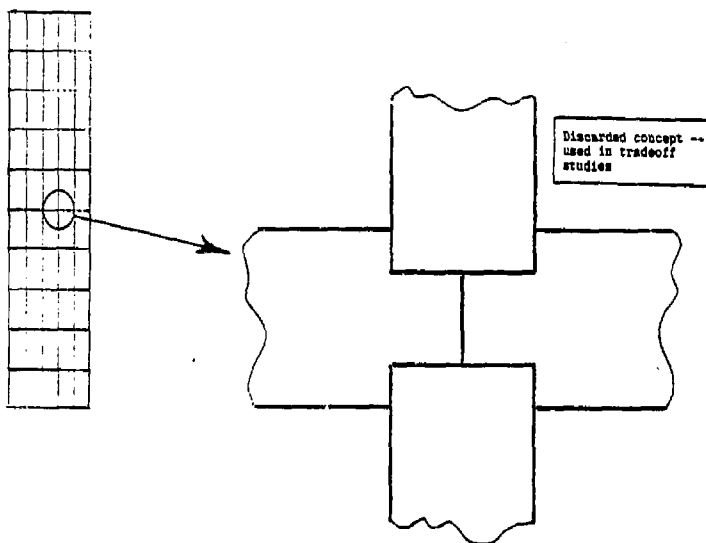 Discarded concept --
used in tradeoff
studies